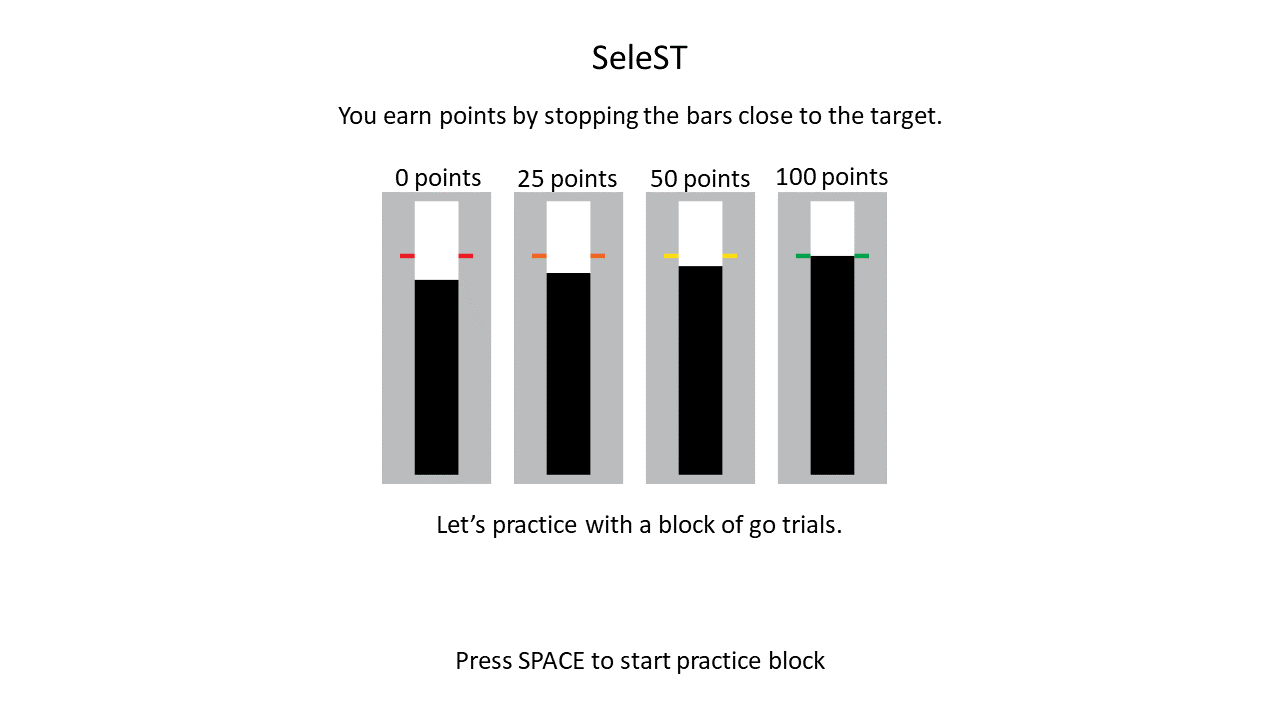 SeleST
You earn points by stopping the bars close to the target.
0 points 25 points 50 points 100 points
Let’s practice with a block of go trials.
Press SPACE to start practice block